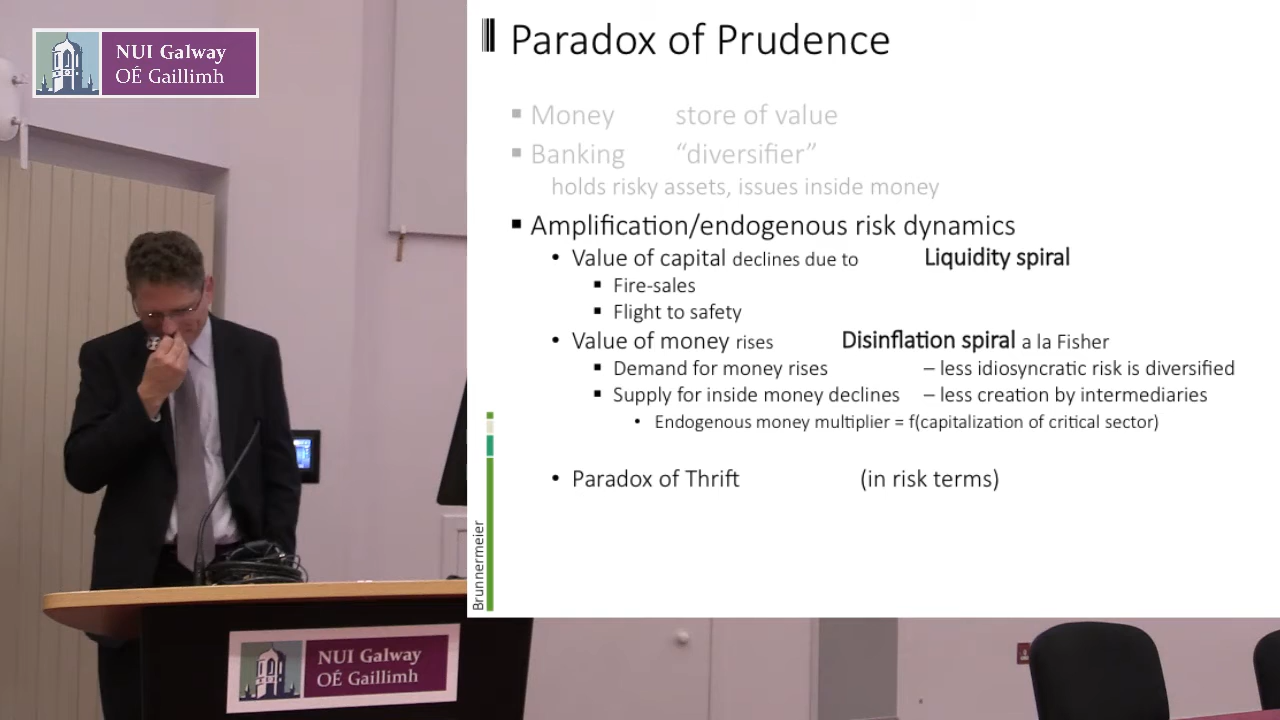 NUI Galway
OÉ Gaillimh
Paradox of Prudence
Money store of value
Banking “diversifier”
holds risky assets, issues inside money
Amplification/endogenous risk dynamics
Value of capital declines due to Liquidity spiral
Fire-sales
Flight to safety
Value of money rises Disinflation spiral a la Fisher
Demand for money rises – less idiosyncratic risk is diversified
Supply for inside money declines – less creation by intermediaries
Endogenous money multiplier = f(capitalization of critical sector)
Paradox of Thrift (in risk terms)
Brunnermeier
NUI Galway
OÉ Gaillimh